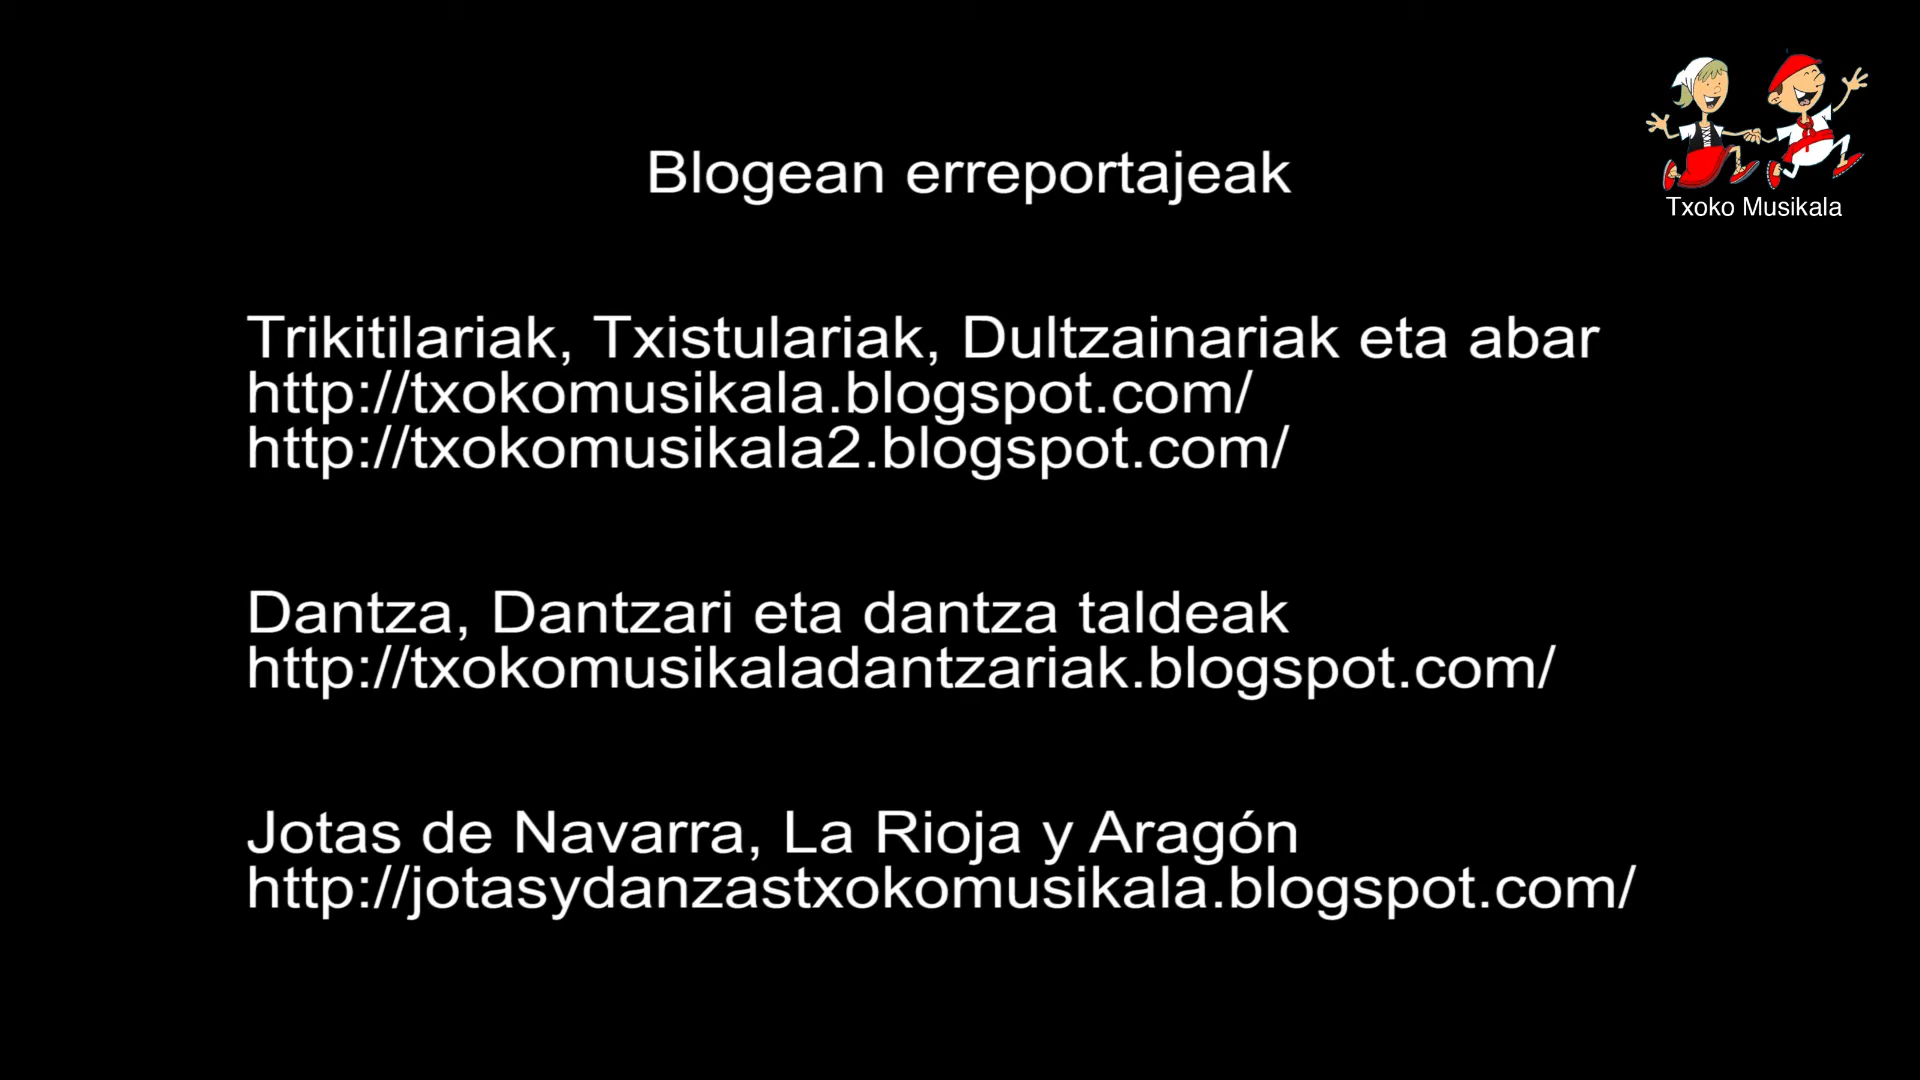 Txoko Musikala
Blogean erreportajeak
Trikitilariak, Txistulariak, Dultzainariak eta abar
http://txokomusikala.blogspot.com/
http://txokomusikala2.blogspot.com/
Dantza, Dantzari eta dantza taldeak
http://txokomusikaladantzariak.blogspot.com/
Jotas de Navarra, La Rioja y Aragón
http://jotasydanzastxokomusikala.blogspot.com/